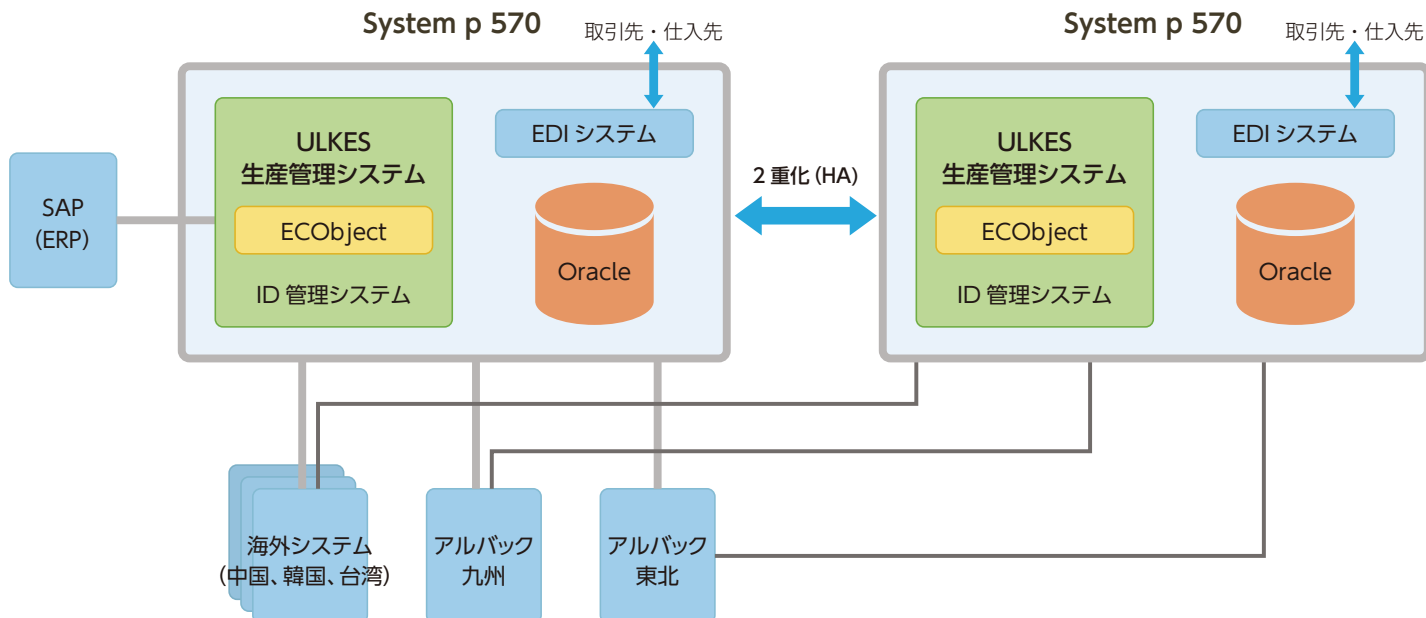 System p 570
取引先・仕入先
ULKES
生産管理システム
ECObject
ID 管理システム
EDI システム
Oracle
SAP
(ERP)
2 重化 (HA)
System p 570
取引先・仕入先
ULKES
生産管理システム
ECObject
ID 管理システム
EDI システム
Oracle
海外システム
(中国、韓国、台湾)
アルバック
九州
アルバック
東北